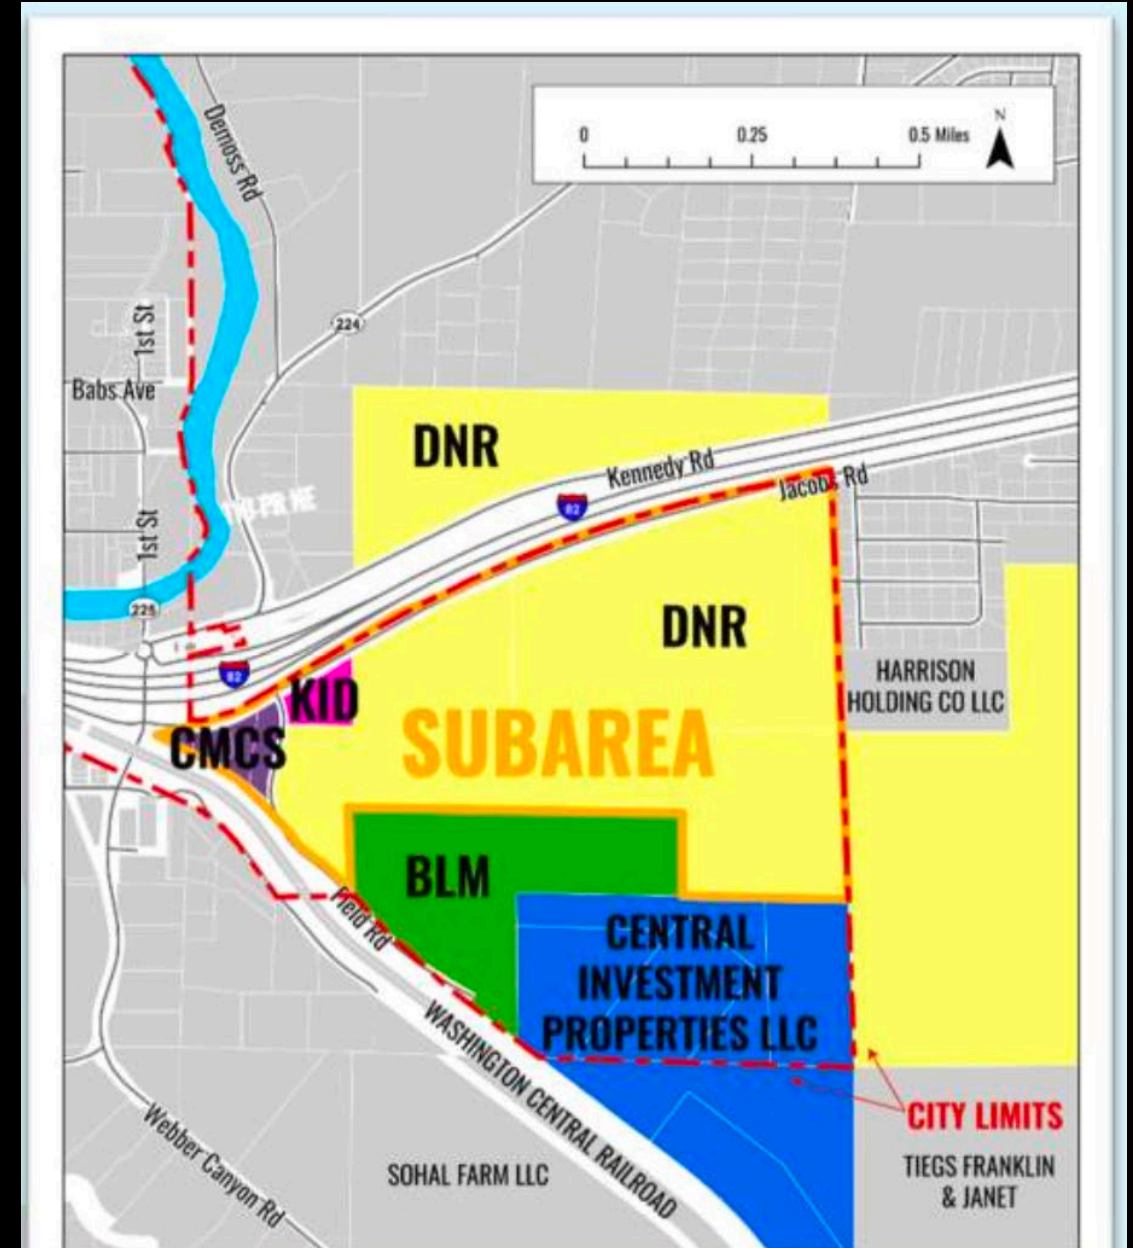 N
0 0.25 0.5 Miles
Demoss Rd
224
1st St
Babs Ave
DNR
Kennedy Rd
Jacobs Rd
82
1st St
225
DNR
82
HARRISON
HOLDING CO LLC
KID
SUBAREA
CMCS
BLM
Field Rd
CENTRAL
INVESTMENT
PROPERTIES LLC
WASHINGTON CENTRAL RAILROAD
CITY LIMITS
Webber Canyon Rd
SOHAL FARM LLC
TIEGS FRANKLIN
& JANET